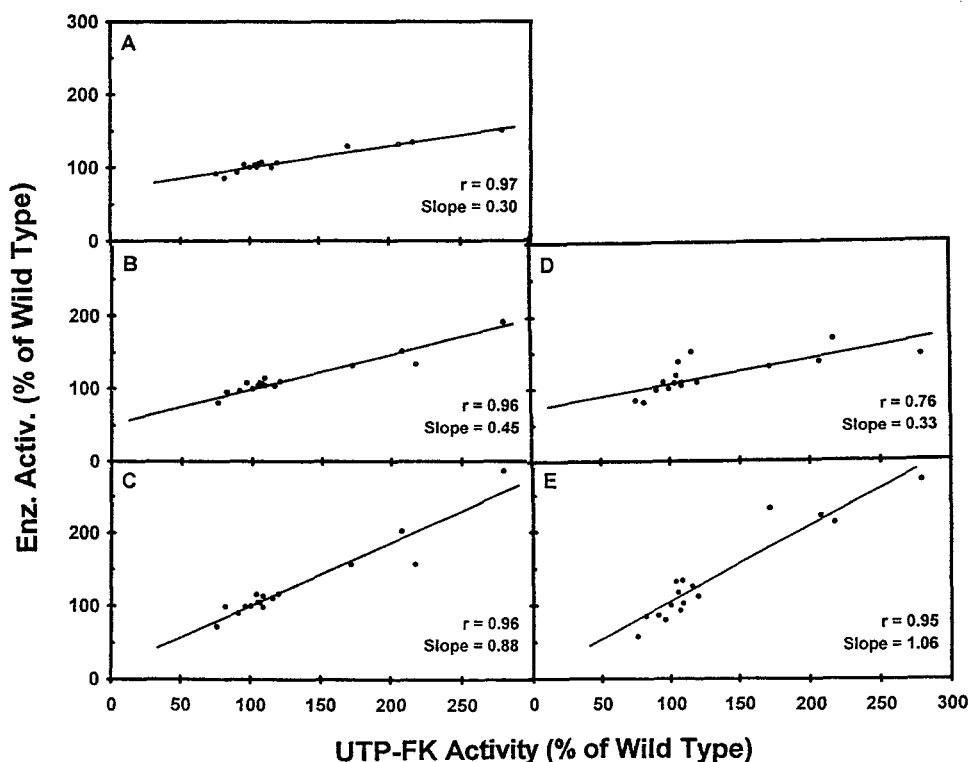 Enz. Activ. (% of Wild Type)
A
300
200
100
0
r = 0.97
Slope = 0.30
B
200
100
0
r = 0.96
Slope = 0.45
D
r = 0.76
Slope = 0.33
C
200
100
0
r = 0.96
Slope = 0.88
E
r = 0.95
Slope = 1.06
0 50 100 150 200 250 0 50 100 150 200 250 300
UTP-FK Activity (% of Wild Type)